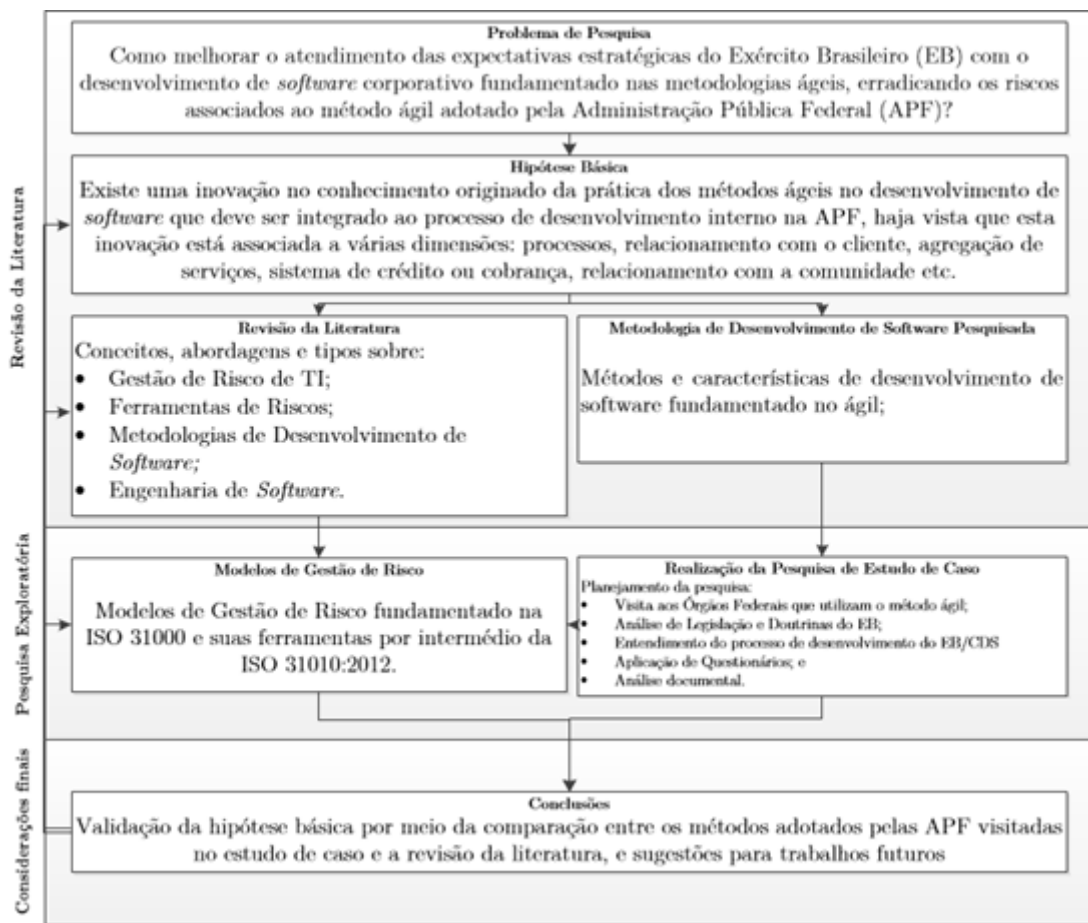 Problema de Pesquisa
Como melhorar o atendimento das expectativas estratégicas do Exército Brasileiro (EB) com o
desenvolvimento de software corporativo fundamentado nas metodologias ágeis, erradicando os riscos
associados ao método ágil adotado pela Administração Pública Federal (APF)?
Revisão da Literatura
Hipótese Básica
Existe uma inovação no conhecimento originado da prática dos métodos ágeis no desenvolvimento de
software que deve ser integrado ao processo de desenvolvimento interno na APF, haja vista que esta
inovação está associada a várias dimensões: processos, relacionamento com o cliente, agregação de
serviços, sistema de crédito ou cobrança, relacionamento com a comunidade etc.
Revisão da Literatura
Conceitos, abordagens e tipos sobre:
• Gestão de Risco de TI;
• Ferramentas de Riscos;
• Metodologias de Desenvolvimento de
Software;
• Engenharia de Software.
Metodologia de Desenvolvimento de Software Pesquisada
Métodos e características de desenvolvimento de
software fundamentado no ágil;
Pesquisa Exploratória
Modelos de Gestão de Risco
Modelos de Gestão de Risco fundamentado na
ISO 31000 e suas ferramentas por intermédio da
ISO 31010:2012.
Realização da Pesquisa de Estudo de Caso
Planejamento da pesquisa:
• Visita aos Órgãos Federais que utilizam o método ágil;
• Análise de Legislação e Doutrinas do EB;
• Entendimento do processo de desenvolvimento do EB/CDS
• Aplicação de Questionários; e
• Análise documental.
Considerações finais
Conclusões
Validação da hipótese básica por meio da comparação entre os métodos adotados pelas APF visitadas
no estudo de caso e a revisão da literatura, e sugestões para trabalhos futuros